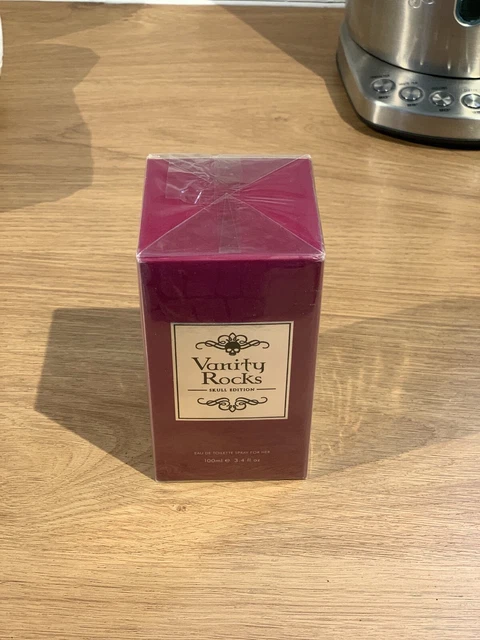 Vanity
Rocks
SKULL EDITION
EAU DE TOILETTE SPRAY FOR HER
100ml e 3.4 fl oz